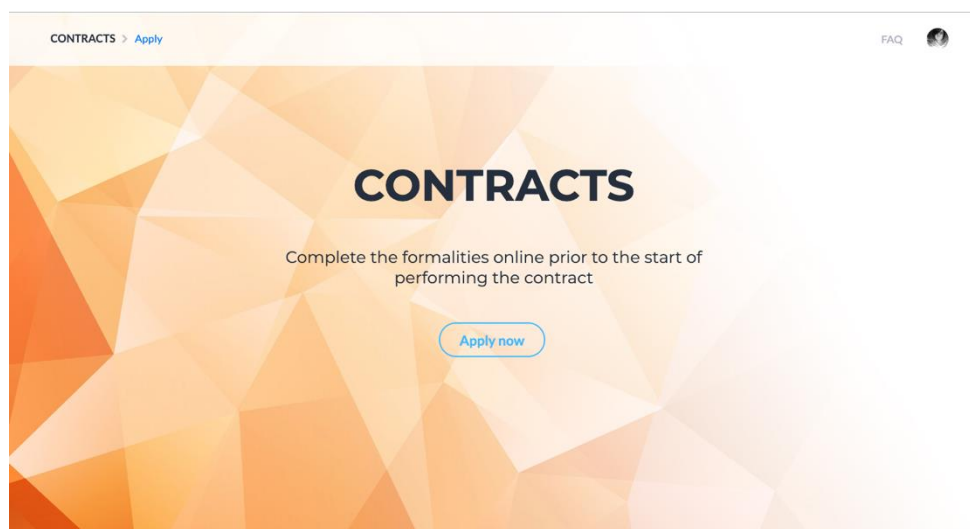 CONTRACTS > Apply
FAQ
CONTRACTS
Complete the formalities online prior to the start of
performing the contract
Apply now